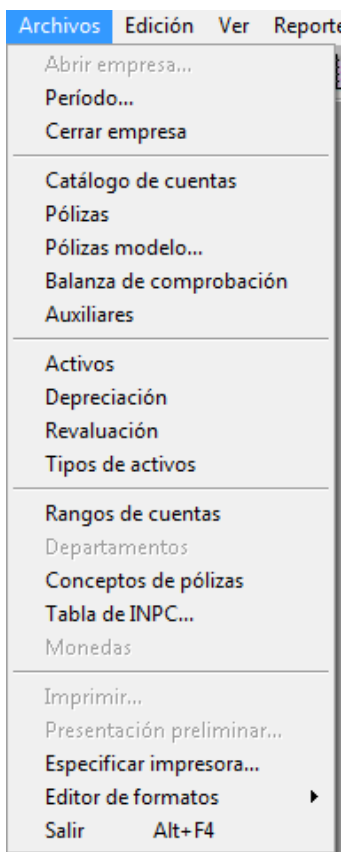 Archivos Edición Ver Reporte
Abrir empresa...
Período...
Cerrar empresa
Catálogo de cuentas
Pólizas
Pólizas modelo...
Balanza de comprobación
Auxiliares
Activos
Depreciación
Revaluación
Tipos de activos
Rangos de cuentas
Departamentos
Conceptos de pólizas
Tabla de INPC...
Monedas
Imprimir...
Presentación preliminar...
Especificar impresora...
Editor de formatos
Salir Alt+F4